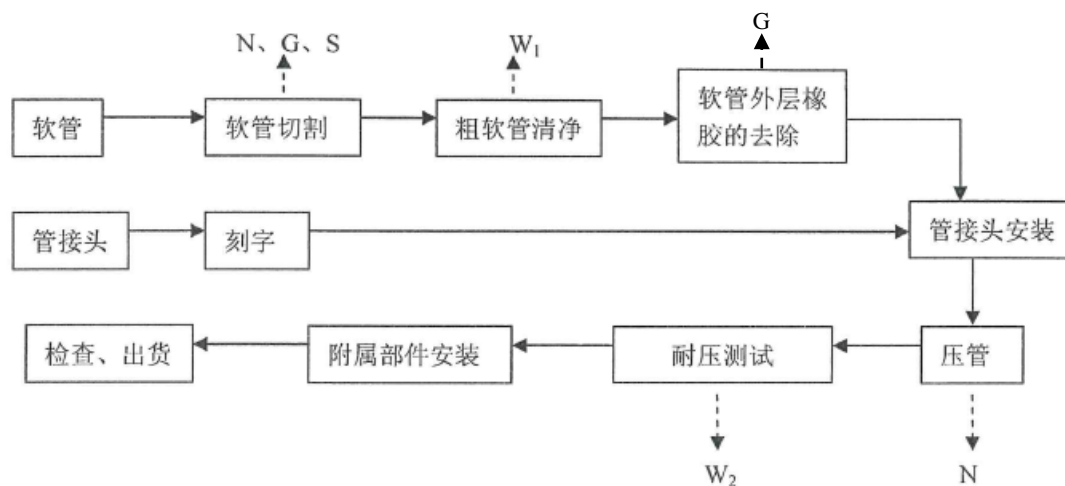 G
N、G、S
W1
软管
软管切割
粗软管清净
软管外层橡
胶的去除
管接头
刻字
管接头安装
检查、出货
附属部件安装
耐压测试
压管
W2
N